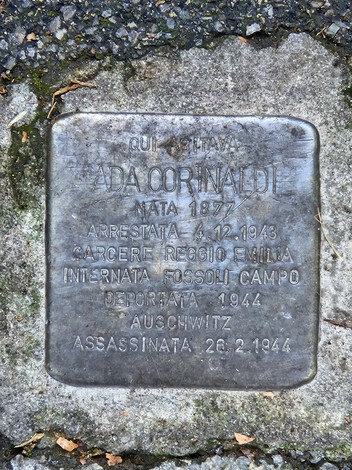 QUI ABITAVA
ADA CORINALDI
NATA 1877
ARRESTATA 4.12.1943
CARCERE REGGIO EMILIA
INTERNATA FOSSOLI CAMPO
DEPORTATA 1944
AUSCHWITZ
ASSASSINATA 26.2.1944